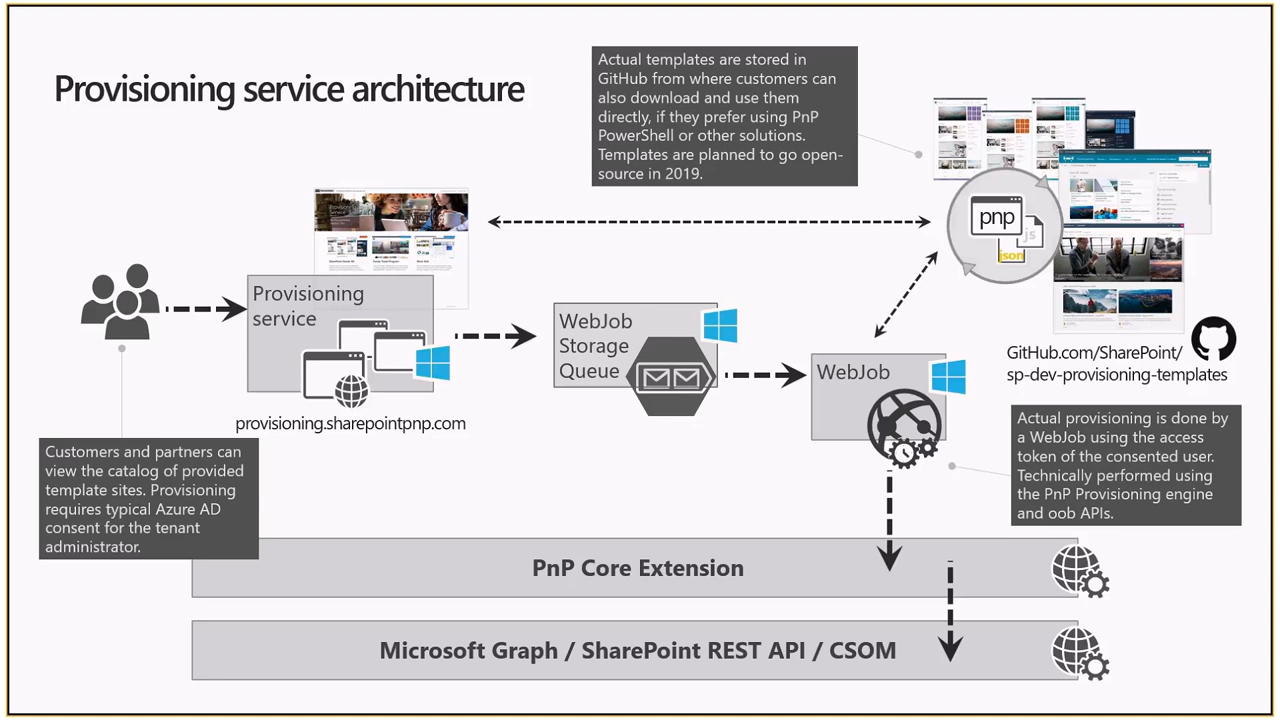 Provisioning service architecture
Actual templates are stored in
GitHub from where customers can
also download and use them
directly, if they prefer using PnP
PowerShell or other solutions.
Templates are planned to go open-
source in 2019.
pnp
js
json
Provisioning
service
provisioning.sharepointpnp.com
WebJob
Storage
Queue
WebJob
GitHub.com/SharePoint/
sp-dev-provisioning-templates
Customers and partners can
view the catalog of provided
template sites. Provisioning
requires typical Azure AD
consent for the tenant
administrator.
Actual provisioning is done by
a WebJob using the access
token of the consented user.
Technically performed using
the PnP Provisioning engine
and oob APIs.
PnP Core Extension
Microsoft Graph / SharePoint REST API / CSOM